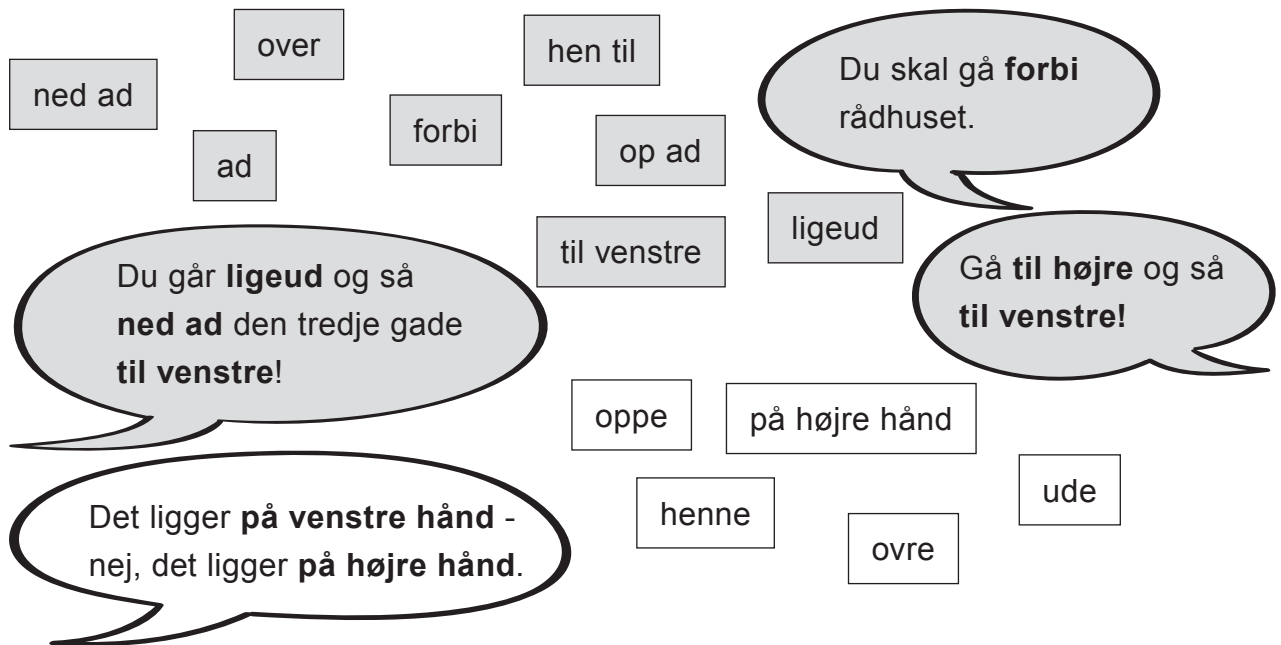 over
hen til
ned ad
forbi
ad
op ad
Du skal gå forbi
rådhuset.
til venstre
ligeud
Du går ligeud og så
ned ad den tredje gade
til venstre!
Gå til højre og så
til venstre!
oppe
på højre hånd
henne
ude
ovre
Det ligger på venstre hånd -
nej, det ligger på højre hånd.